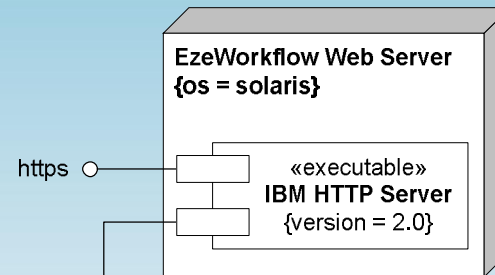 EzeWorkflow Web Server
{os = solaris}
https
«executable»
IBM HTTP Server
{version = 2.0}